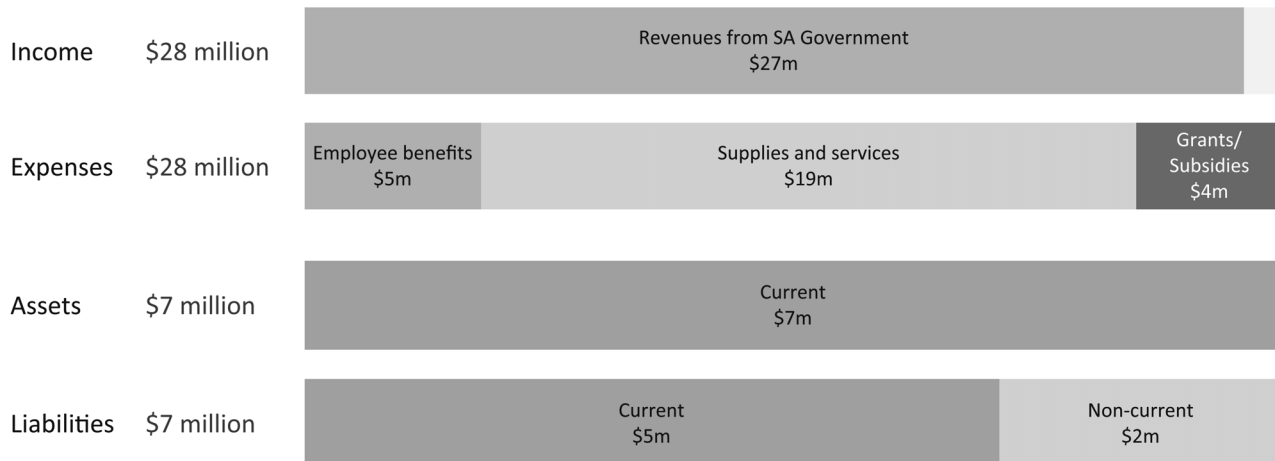 Income $28 million
Revenues from SA Government
$27m
Expenses $28 million
Employee benefits
$5m
Supplies and services
$19m
Grants/
Subsidies
$4m
Assets $7 million
Current
$7m
Liabilities $7 million
Current
$5m
Non-current
$2m